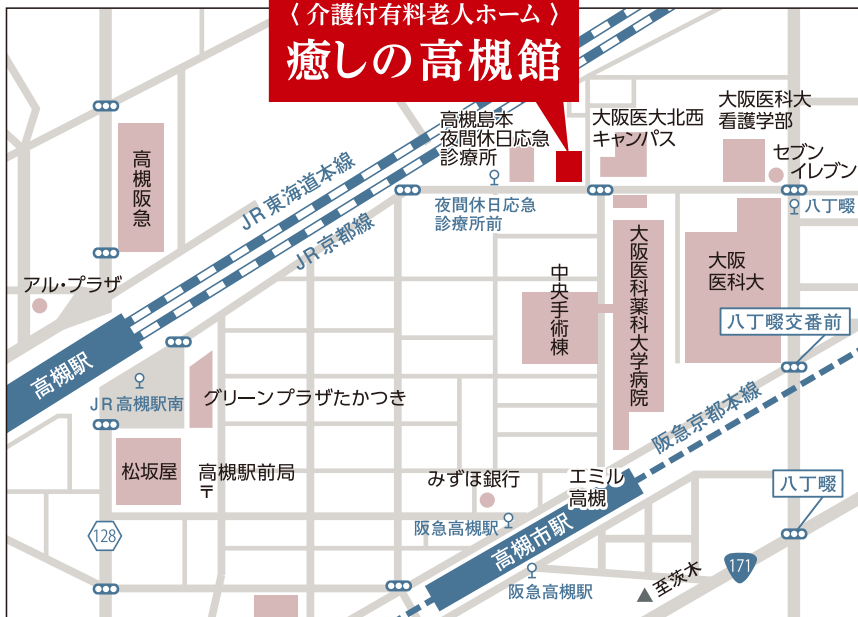 〈 介護付有料老人ホーム 〉
癒しの高槻館
高槻島本
夜間休日応急
診療所
大阪医大北西
キャンパス
大阪医科大
看護学部
セブン
イレブン
高槻阪急
JR東海道本線
JR京都線
夜間休日応急
診療所前
八丁畷
アル・プラザ
中央手術棟
大阪医科薬科大学病院
大阪
医科大
八丁畷交番前
高槻駅
JR高槻駅南
グリーンプラザたかつき
阪急京都本線
松坂屋
高槻駅前局
〒
みずほ銀行
エミル
高槻
八丁畷
128
阪急高槻駅
高槻市駅
171
阪急高槻駅
至茨木